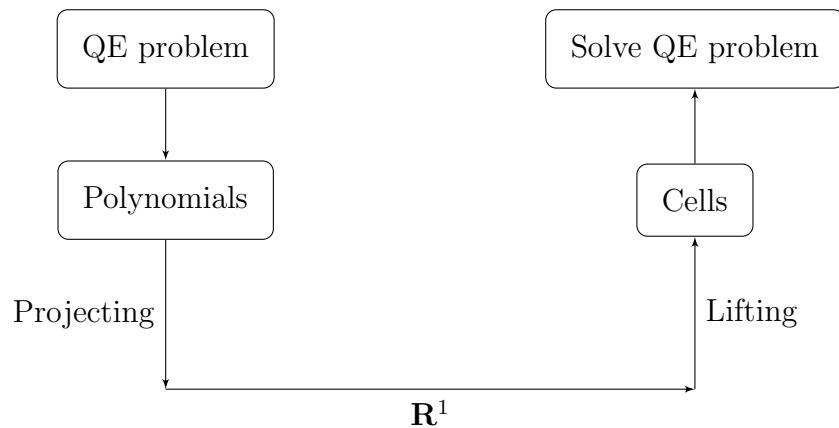 QE problem
Solve QE problem
Polynomials
Cells
Projecting
Lifting
R¹